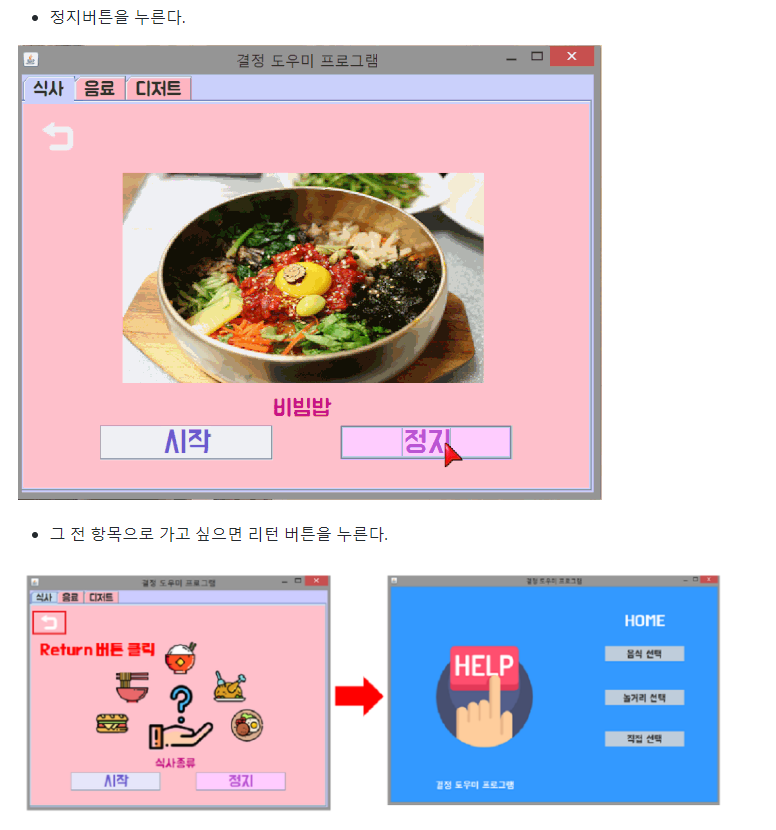 정지버튼을 누른다.
결정 도우미 프로그램
식사 음료 디저트
비빔밥
시작 정지
그 전 항목으로 가고 싶으면 리턴 버튼을 누른다.
결정 도우미 프로그램
식사 음료 디저트
Return 버튼 클릭
식사종류
시작 정지
결정 도우미 프로그램
HOME
HELP
음식 선택
놀거리 선택
직접 선택
결정 도우미 프로그램